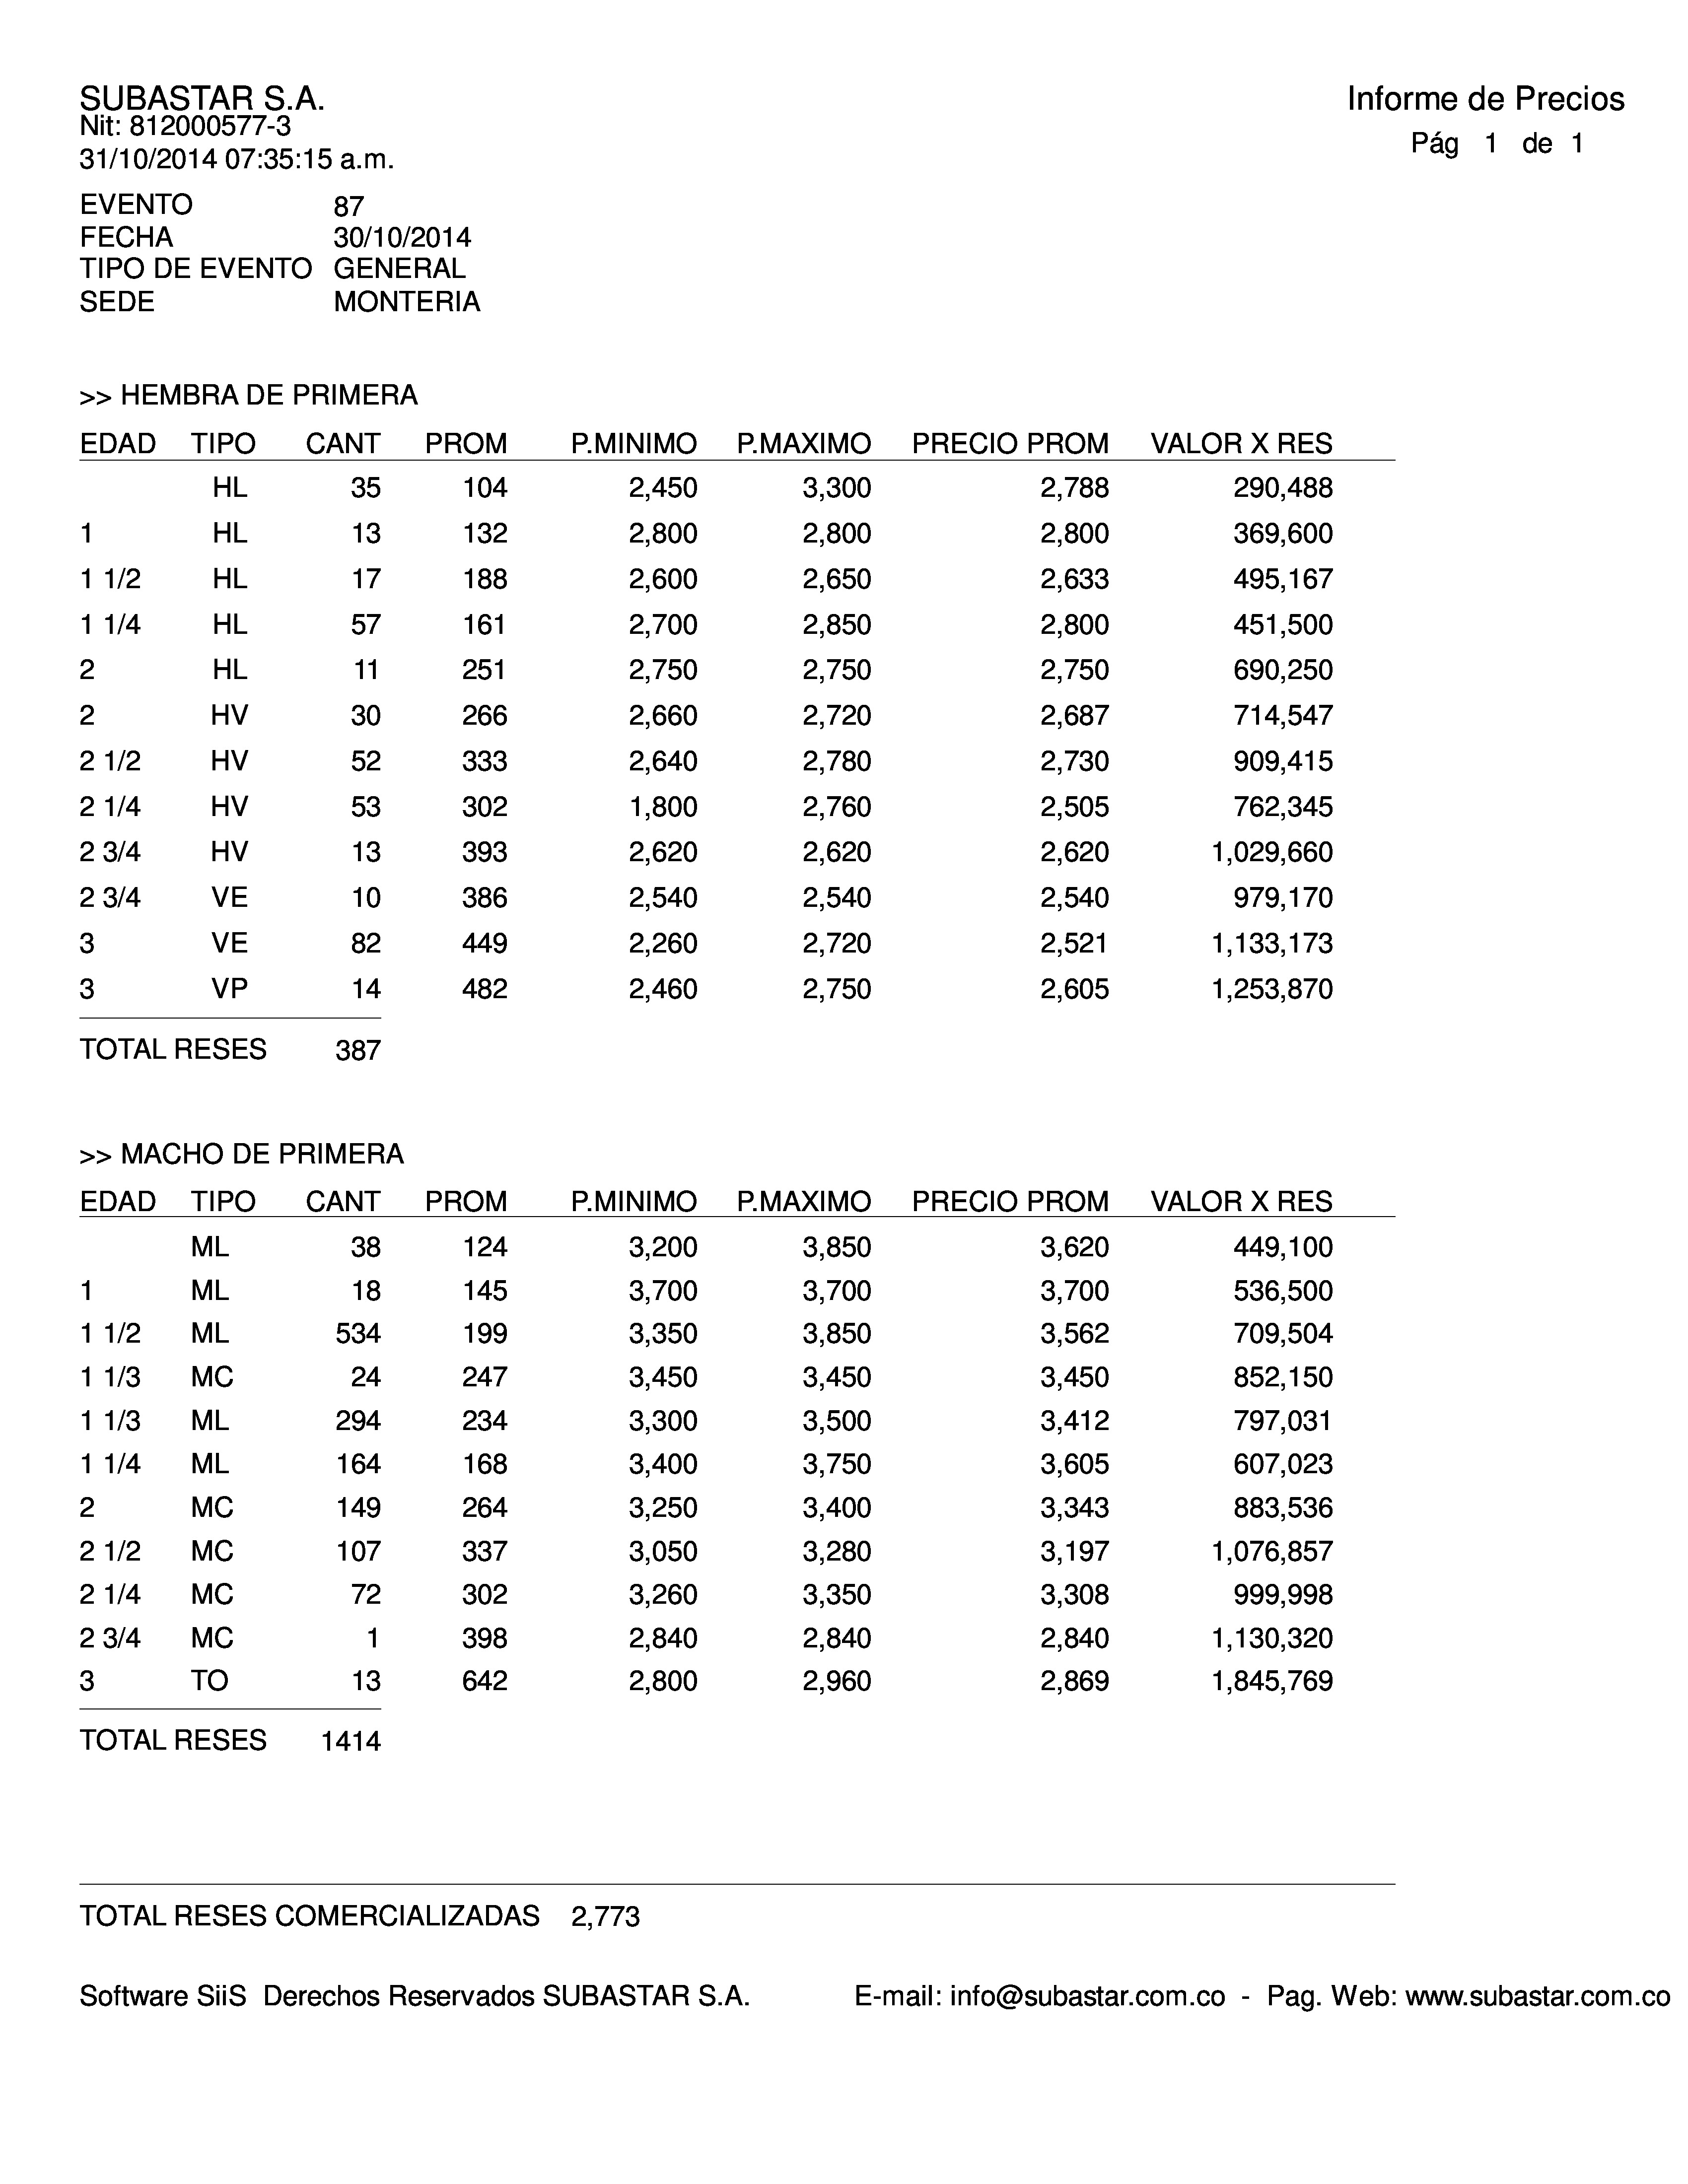 SUBASTAR S.A.
Informe de Precios
Nit: 812000577-3
Pág 1 de 1
31/10/2014 07:35:15 a.m.
EVENTO 87
FECHA 30/10/2014
TIPO DE EVENTO GENERAL
SEDE MONTERIA
>> HEMBRA DE PRIMERA
EDAD TIPO CANT PROM P.MINIMO P.MAXIMO PRECIO PROM VALOR X RES
HL 35 104 2,450 3,300 2,788 290,488
1 HL 13 132 2,800 2,800 2,800 369,600
1 1/2 HL 17 188 2,600 2,650 2,633 495,167
1 1/4 HL 57 161 2,700 2,850 2,800 451,500
2 HL 11 251 2,750 2,750 2,750 690,250
2 HV 30 266 2,660 2,720 2,687 714,547
2 1/2 HV 52 333 2,640 2,780 2,730 909,415
2 1/4 HV 53 302 1,800 2,760 2,505 762,345
2 3/4 HV 13 393 2,620 2,620 2,620 1,029,660
2 3/4 VE 10 386 2,540 2,540 2,540 979,170
3 VE 82 449 2,260 2,720 2,521 1,133,173
3 VP 14 482 2,460 2,750 2,605 1,253,870
TOTAL RESES 387
>> MACHO DE PRIMERA
EDAD TIPO CANT PROM P.MINIMO P.MAXIMO PRECIO PROM VALOR X RES
ML 38 124 3,200 3,850 3,620 449,100
1 ML 18 145 3,700 3,700 3,700 536,500
1 1/2 ML 534 199 3,350 3,850 3,562 709,504
1 1/3 MC 24 247 3,450 3,450 3,450 852,150
1 1/3 ML 294 234 3,300 3,500 3,412 797,031
1 1/4 ML 164 168 3,400 3,750 3,605 607,023
2 MC 149 264 3,250 3,400 3,343 883,536
2 1/2 MC 107 337 3,050 3,280 3,197 1,076,857
2 1/4 MC 72 302 3,260 3,350 3,308 999,998
2 3/4 MC 1 398 2,840 2,840 2,840 1,130,320
3 TO 13 642 2,800 2,960 2,869 1,845,769
TOTAL RESES 1414
TOTAL RESES COMERCIALIZADAS 2,773
Software SiiS Derechos Reservados SUBASTAR S.A. E-mail: info@subastar.com.co - Pag. Web: www.subastar.com.co